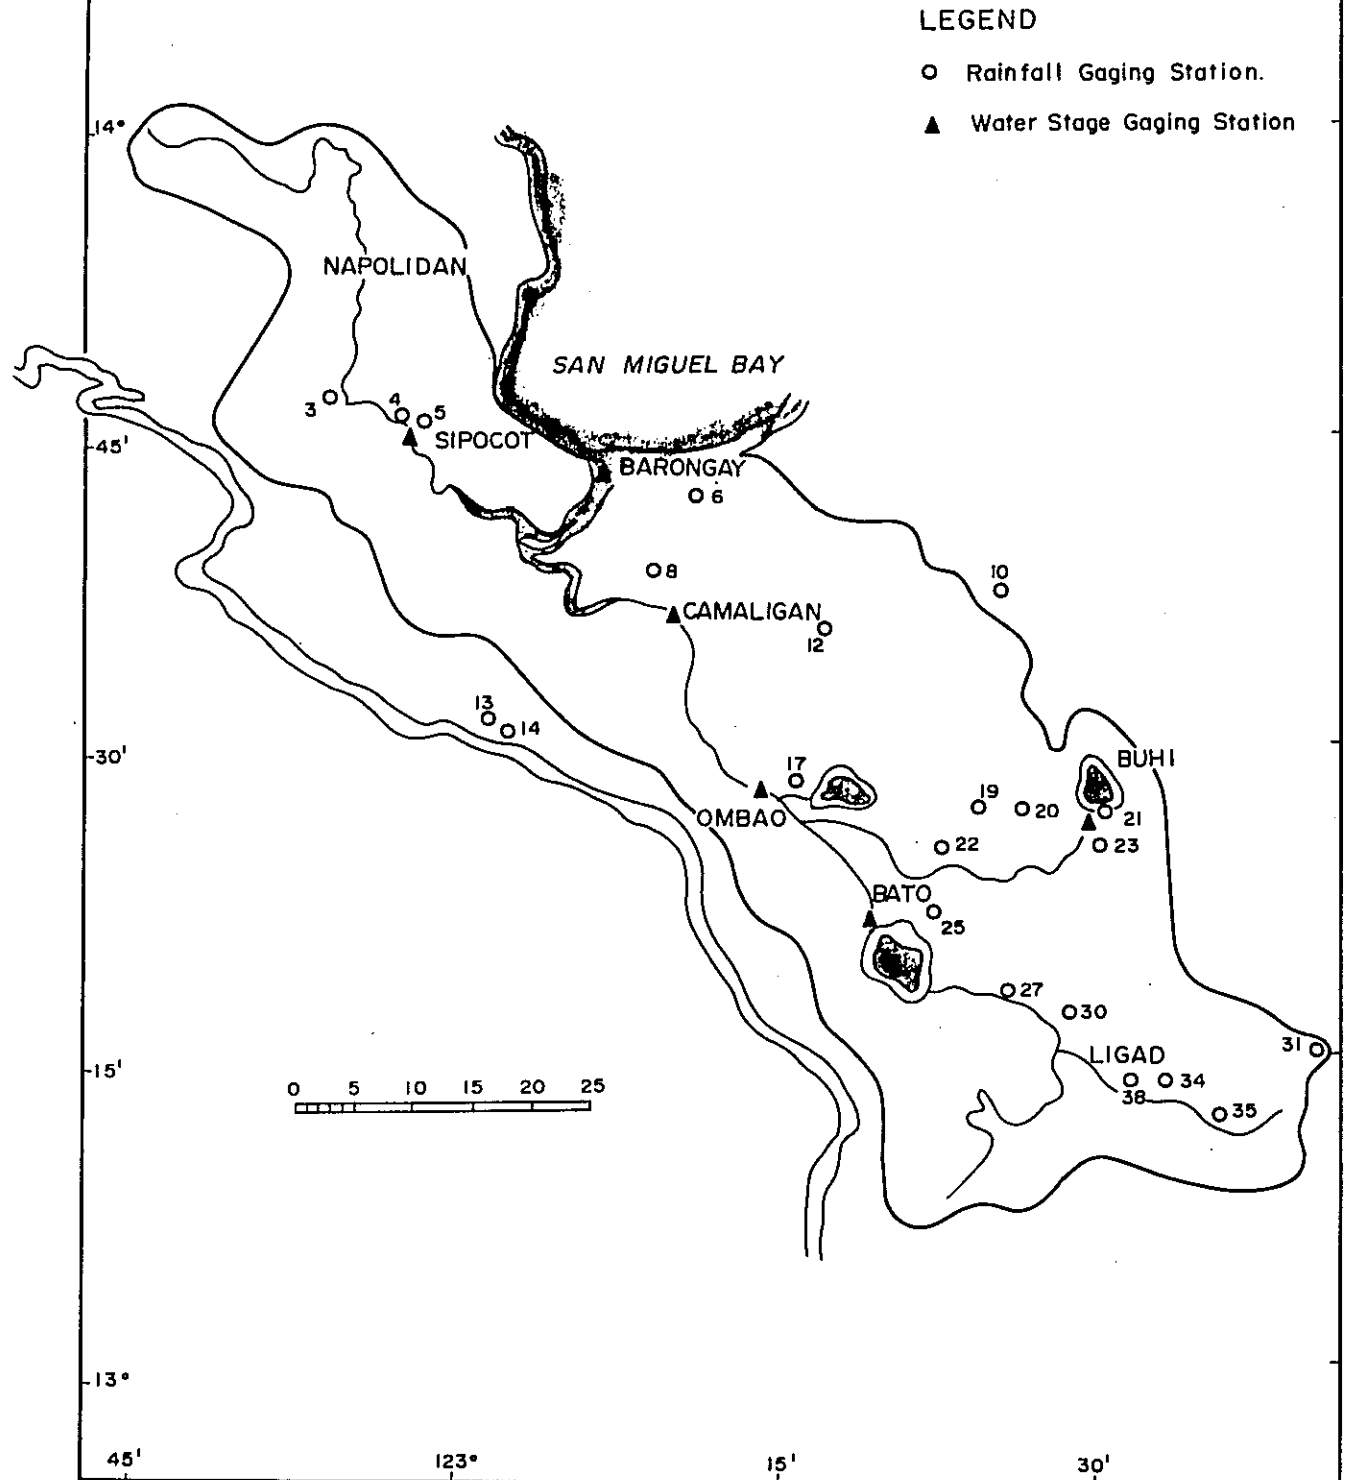 LEGEND
Rainfall Gaging Station.
Water Stage Gaging Station
14°
NAPOLIDAN
SAN MIGUEL BAY
3
4
5
SIPOCOT
45'
BARONGAY
6
8
10
CAMALIGAN
12
13
14
30'
BUHI
17
19
20
21
OMBAO
22
23
BATO
25
27
30
31
LIGAD
15'
34
38
35
0 5 10 15 20 25
13°
45' 123° 15' 30'